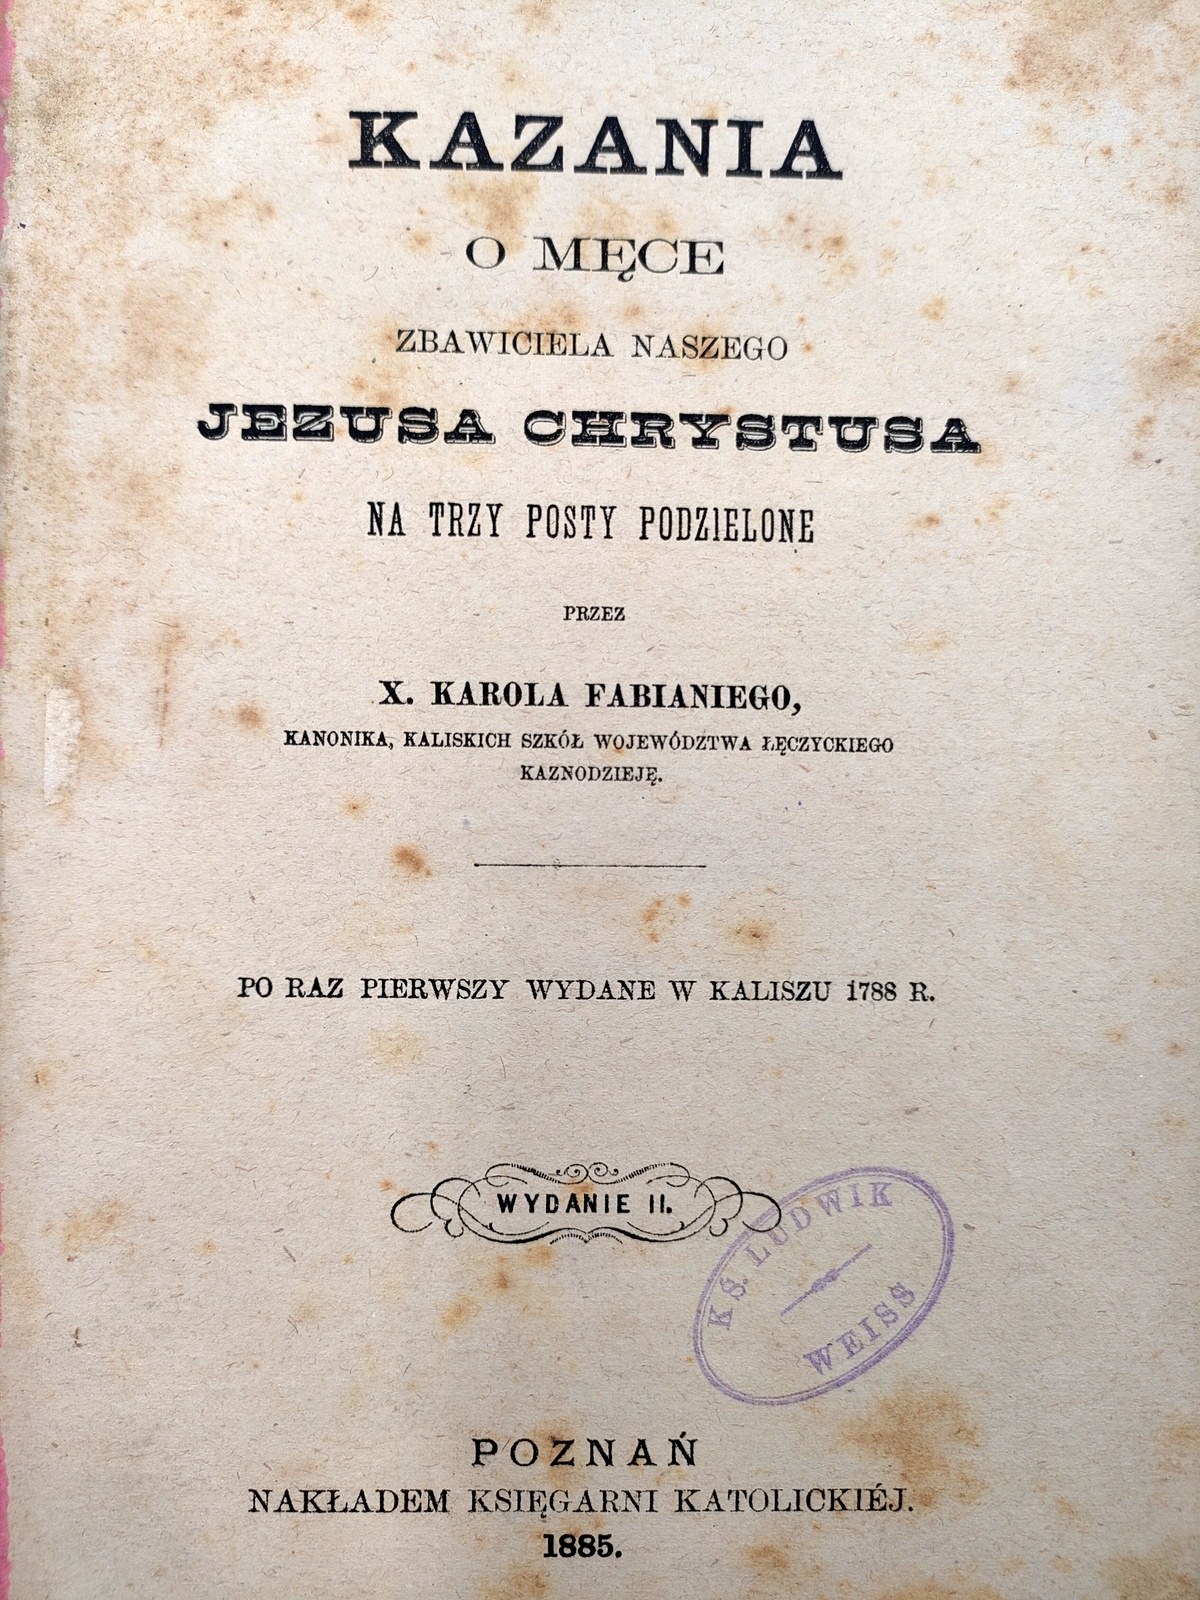 KAZANIA
O MĘCE
ZBAWICIELA NASZEGO
JEZUSA CHRYSTUSA
NA TRZY POSTY PODZIELONE
PRZEZ
X. KAROLA FABIANIEGO,
KANONIKA, KALISKICH SZKÓŁ WOJEWÓDZTWA ŁĘCZYCKIEGO
KAZNODZIEJĘ.
PO RAZ PIERWSZY WYDANE W KALISZU 1788 R.
WYDANIE II.
KS. LUDWIK
WEISS
POZNAŃ
NAKŁADEM KSIĘGARNI KATOLICKIÉJ.
1885.